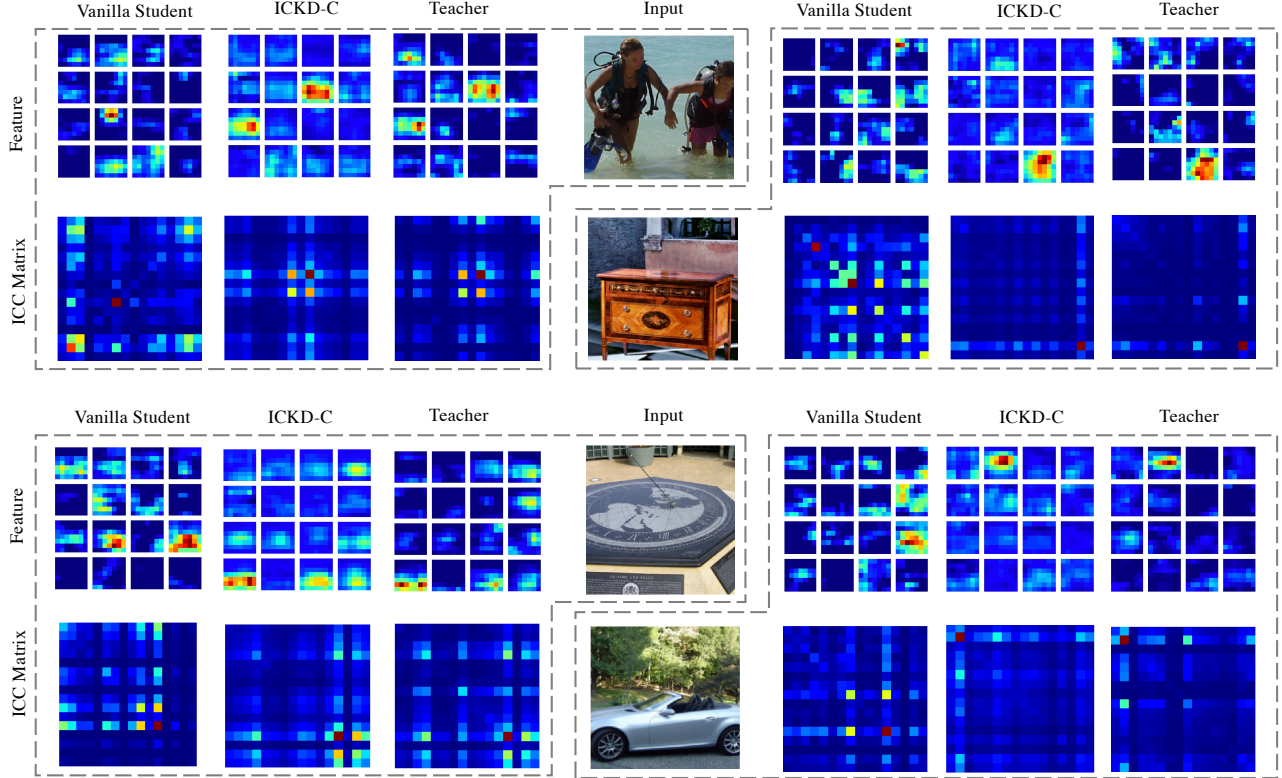 Vanilla Student ICKD-C Teacher Input Vanilla Student ICKD-C Teacher
Feature
ICC Matrix
Vanilla Student ICKD-C Teacher Input Vanilla Student ICKD-C Teacher
Feature
ICC Matrix